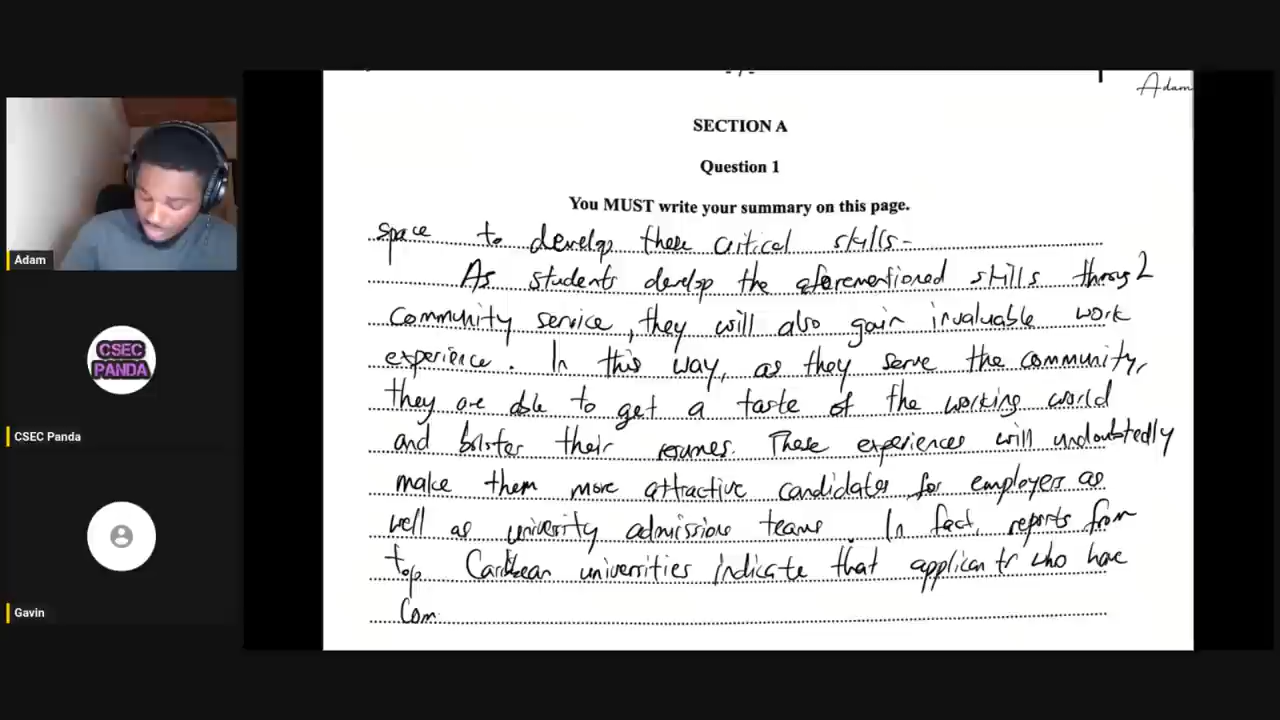 Adam
SECTION A
Question 1
You MUST write your summary on this page.
space to develop these critical skills.
As students develop the aforementioned skills through
community service, they will also gain invaluable work
experience. In this way, as they serve the community,
they are able to get a taste of the working world
and bolster their resumes. These experiences will undoubtedly
make them more attractive candidates for employers as
well as university admissions teams. In fact, reports from
top Caribbean universities indicate that applicants who have
Com
Adam
CSEC
PANDA
CSEC Panda
Gavin